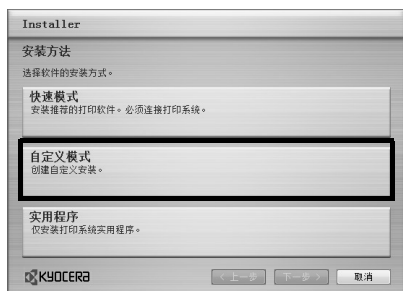 Installer
安装方法
选择软件的安装方式。
快速模式
安装推荐的打印软件。必须连接打印系统。
自定义模式
创建自定义安装。
实用程序
仅安装打印系统实用程序。
KYOCERA
< 上一步
下一步 >
取消